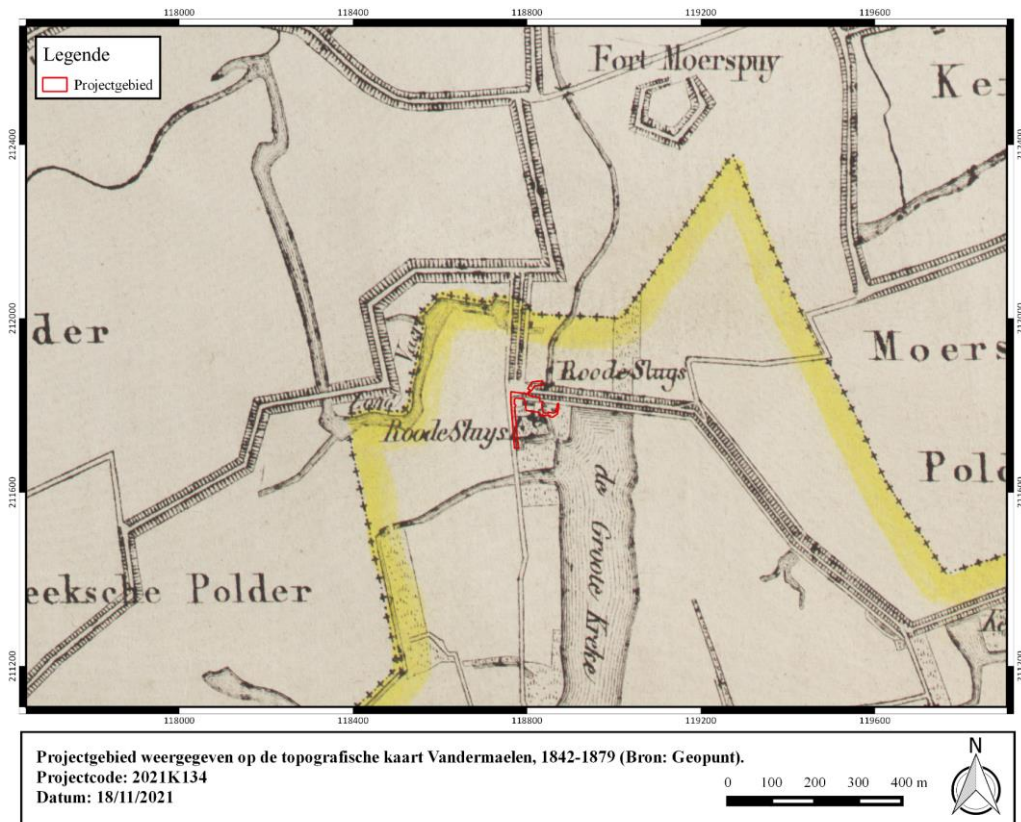 118000 118400 118800 119200 119600
Legende
Projectgebied
Fort Moerspuy
212400
212000
der
Moers
Roode Sluys
Roode Sluys
211600
Pold
de Groote Kreke
eeksche Polder
211200
118000 118400 118800 119200 119600
Projectgebied weergegeven op de topografische kaart Vandermaelen, 1842-1879 (Bron: Geopunt).
Projectcode: 2021K134
Datum: 18/11/2021
0 100 200 300 400 m
N